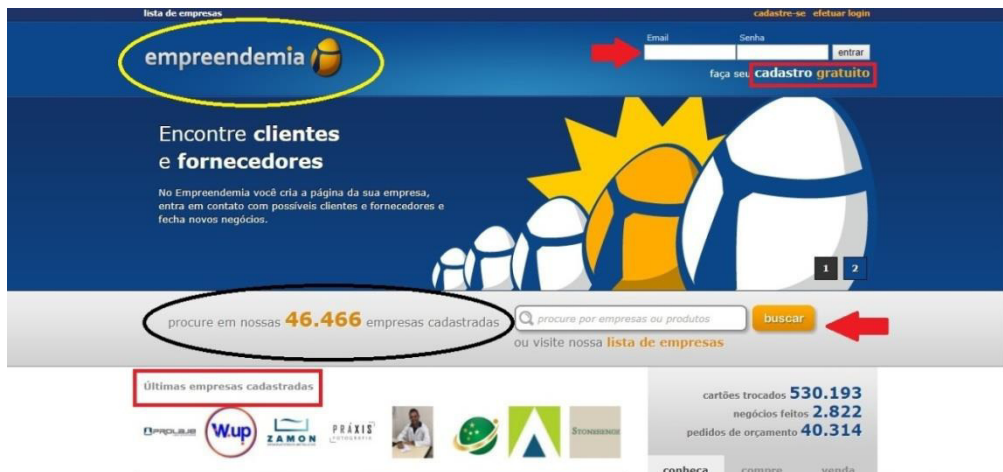 lista de empresas
cadastre-se efetuar login
empreendemia
Email Senha
entrar
faça seu cadastro gratuito
Encontre clientes
e fornecedores
No Empreendemia você cria a página da sua empresa,
entra em contato com possíveis clientes e fornecedores e
fecha novos negócios.
1 2
procure em nossas 46.466 empresas cadastradas
procure por empresas ou produtos
buscar
ou visite nossa lista de empresas
Últimas empresas cadastradas
W.up
ZAMON
PRÁXIS
FOTOGRAFIA
cartões trocados 530.193
negócios feitos 2.822
pedidos de orçamento 40.314
conheça compre venda